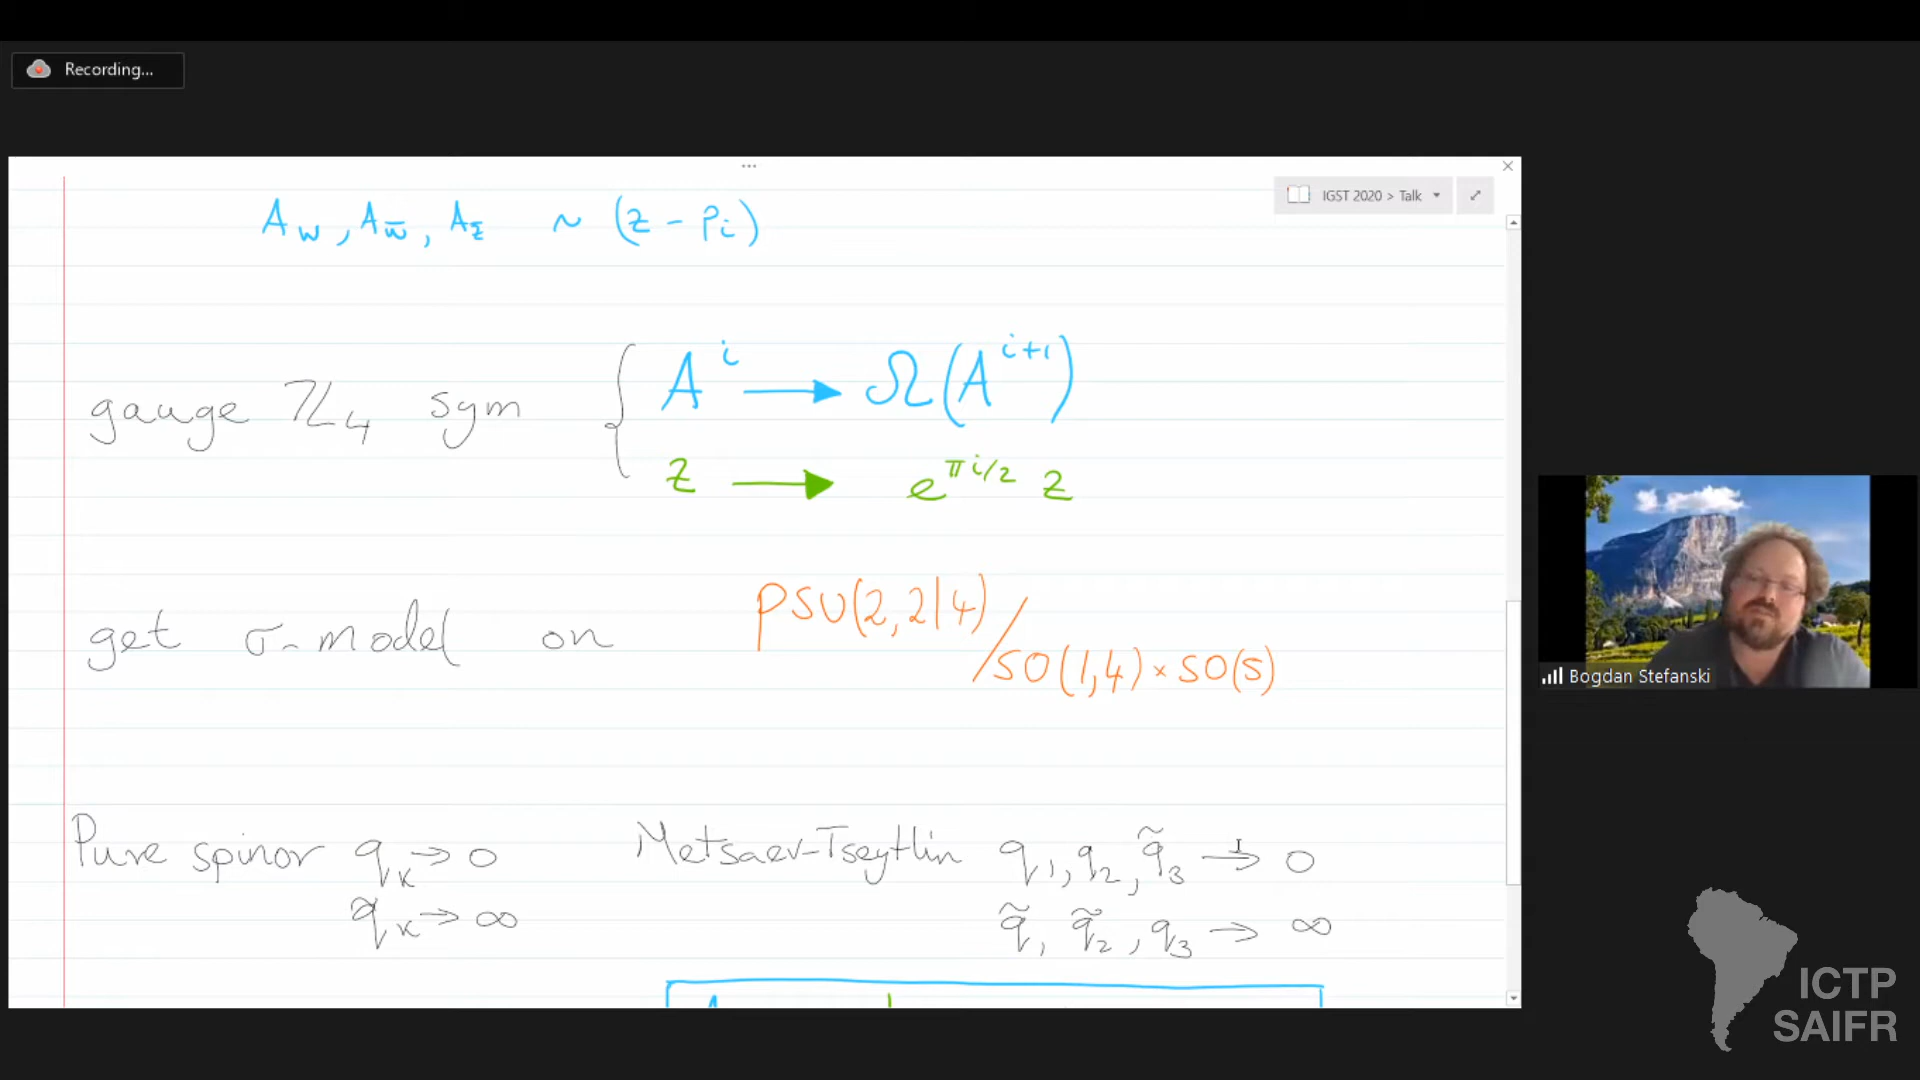 Recording...
IGST 2020 > Talk
A_w, A_w̄, A_z̄ ~ (z - p_i)
gauge ℤ_4 sym { A^i → Ω(A^{i+1})
z → e^{πi/2} z
get σ-model on PSU(2,2|4)/SO(1,4)×SO(5)
Pure spinor q_k → 0 Metsaev-Tseytlin q_1, q_2, q̃_3 → 0
q̃_k → ∞ q̃_1, q̃_2, q_3 → ∞
Bogdan Stefanski
ICTP
SAIFR